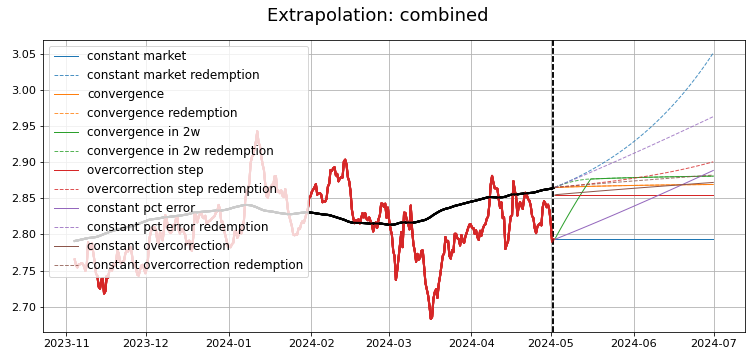 Extrapolation: combined
3.05
3.00
2.95
2.90
2.85
2.80
2.75
2.70
constant market
constant market redemption
convergence
convergence redemption
convergence in 2w
convergence in 2w redemption
overcorrection step
overcorrection step redemption
constant pct error
constant pct error redemption
constant overcorrection
constant overcorrection redemption
2023-11 2023-12 2024-01 2024-02 2024-03 2024-04 2024-05 2024-06 2024-07